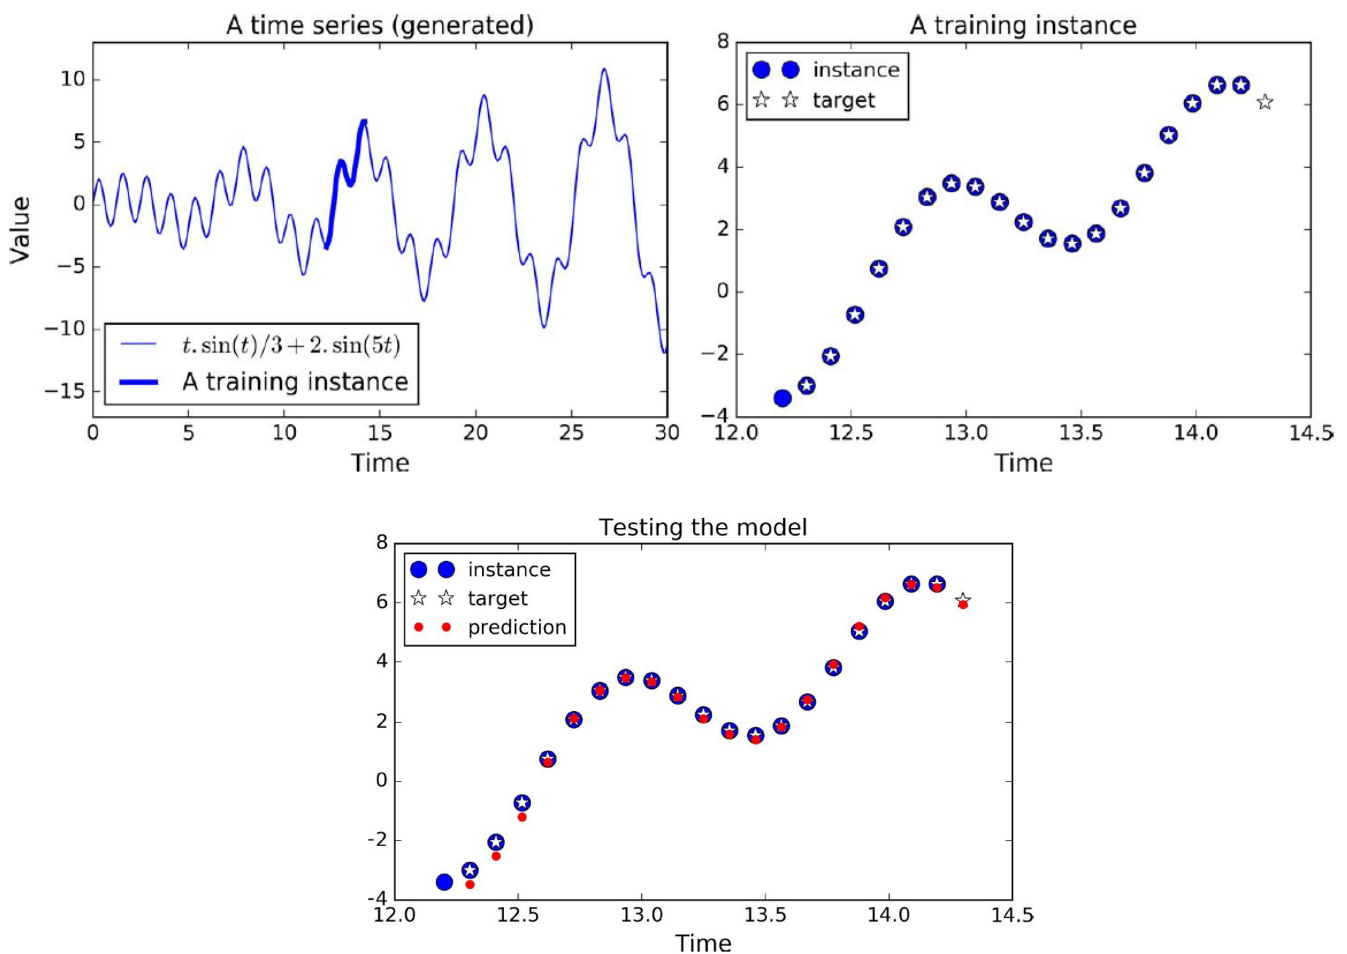 A time series (generated)
10
5
0
−5
−10
−15
Value
t.sin(t)/3 + 2.sin(5t)
A training instance
0 5 10 15 20 25 30
Time
A training instance
8
6
4
2
0
−2
−4
instance
target
12.0 12.5 13.0 13.5 14.0 14.5
Time
Testing the model
8
6
4
2
0
-2
-4
instance
target
prediction
12.0 12.5 13.0 13.5 14.0 14.5
Time